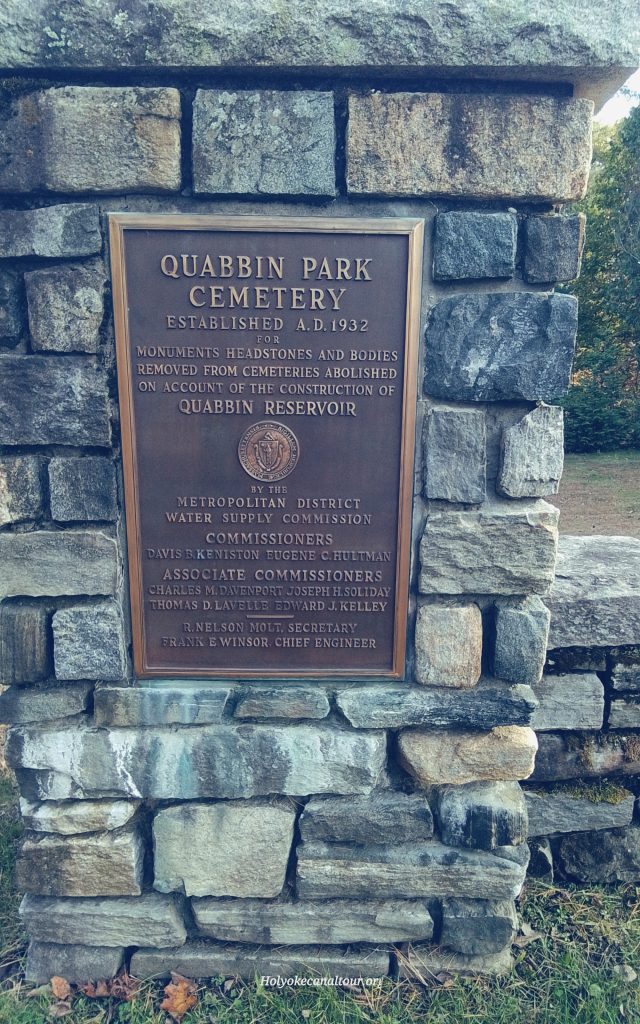 QUABBIN PARK
CEMETERY
ESTABLISHED A.D. 1932
FOR
MONUMENTS HEADSTONES AND BODIES
REMOVED FROM CEMETERIES ABOLISHED
ON ACCOUNT OF THE CONSTRUCTION OF
QUABBIN RESERVOIR
BY THE
METROPOLITAN DISTRICT
WATER SUPPLY COMMISSION
COMMISSIONERS
DAVIS B. KENISTON EUGENE C. HULTMAN
ASSOCIATE COMMISSIONERS
CHARLES M. DAVENPORT JOSEPH H. SOLIDAY
THOMAS D. LAVELLE EDWARD J. KELLEY
R. NELSON MOLT, SECRETARY
FRANK E. WINSOR, CHIEF ENGINEER
Holyokecanaltour.org